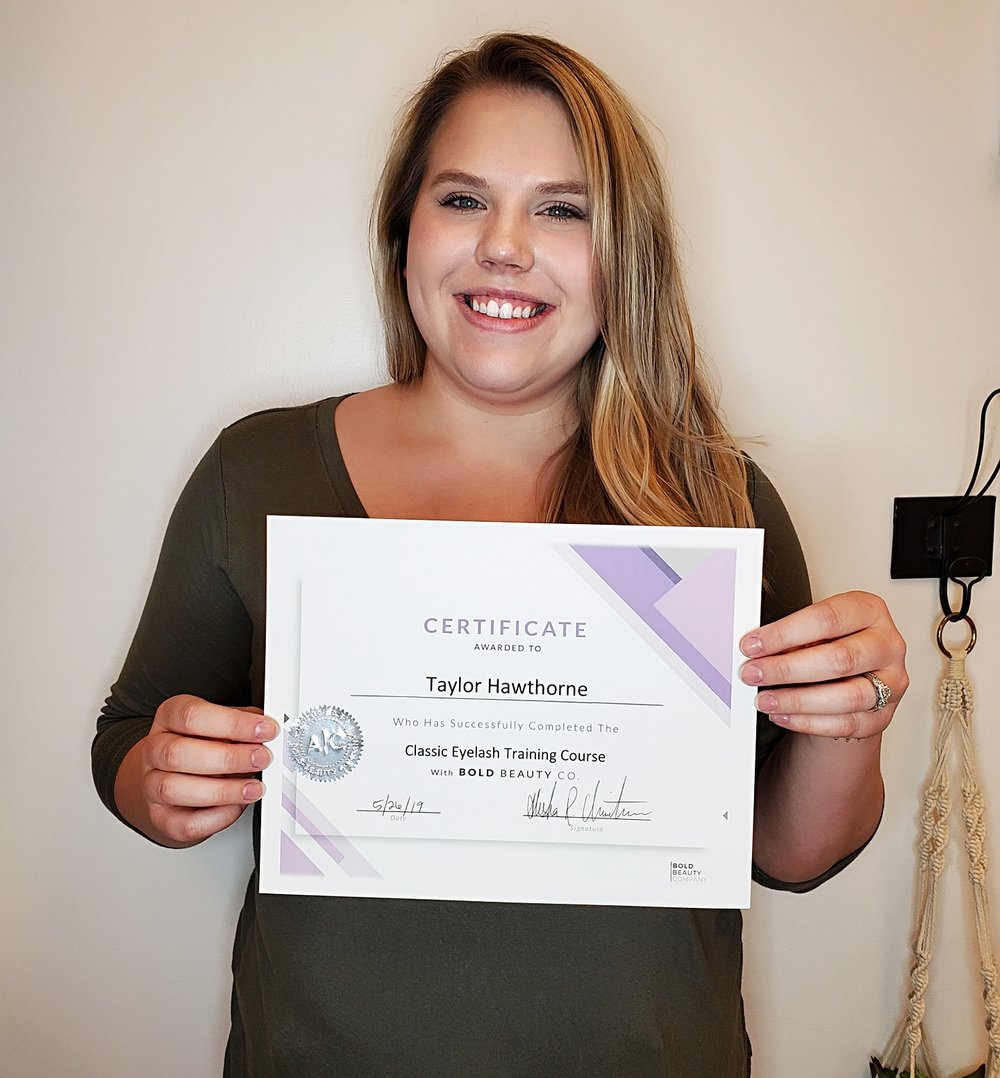 CERTIFICATE
AWARDED TO
Taylor Hawthorne
Who Has Successfully Completed The
Classic Eyelash Training Course
With BOLD BEAUTY CO.
5/26/19
Date
Signature
BOLD
BEAUTY
COMPANY